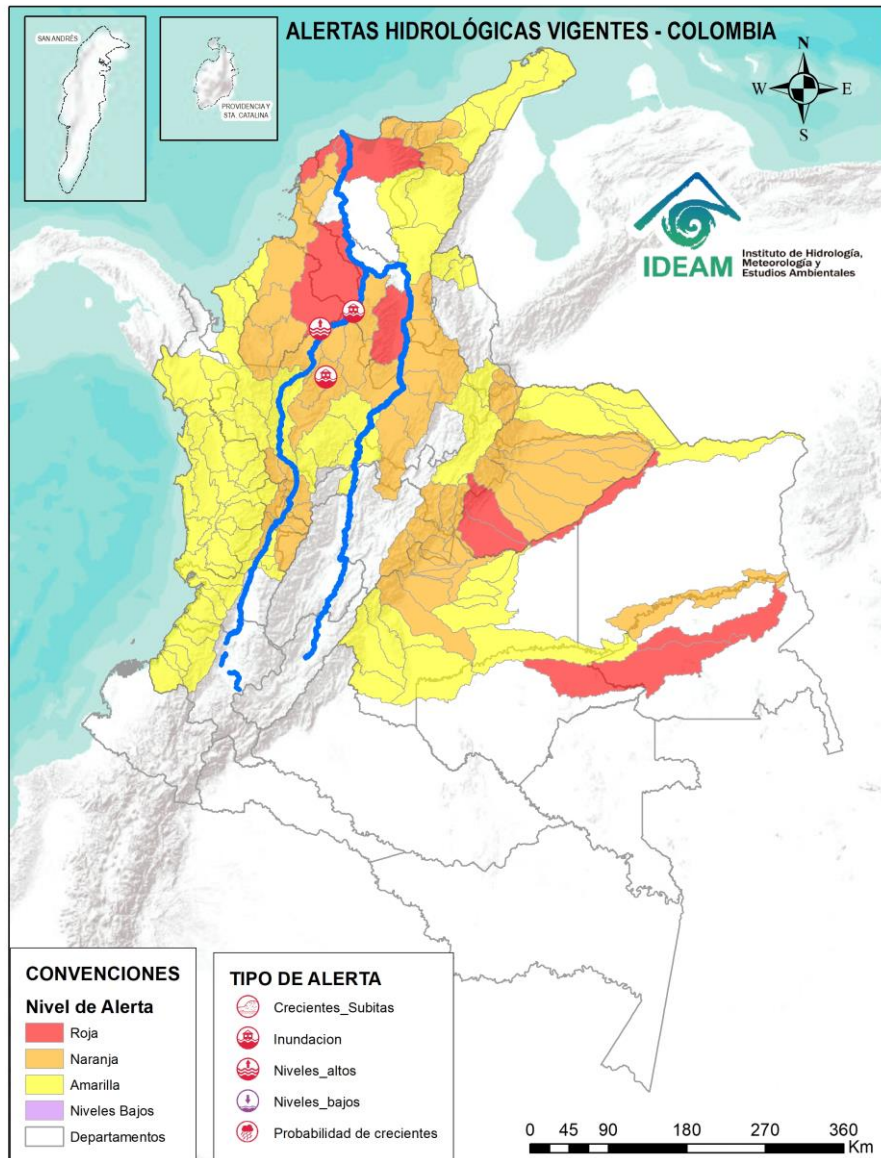 ALERTAS HIDROLÓGICAS VIGENTES - COLOMBIA
SAN ANDRÉS
PROVIDENCIA Y
STA. CATALINA
N
W
E
S
IDEAM
Instituto de Hidrología,
Meteorología y
Estudios Ambientales
CONVENCIONES
Nivel de Alerta
Roja
Naranja
Amarilla
Niveles Bajos
Departamentos
TIPO DE ALERTA
Crecientes_Subitas
Inundacion
Niveles_altos
Niveles_bajos
Probabilidad de crecientes
0 45 90 180 270 360
Km